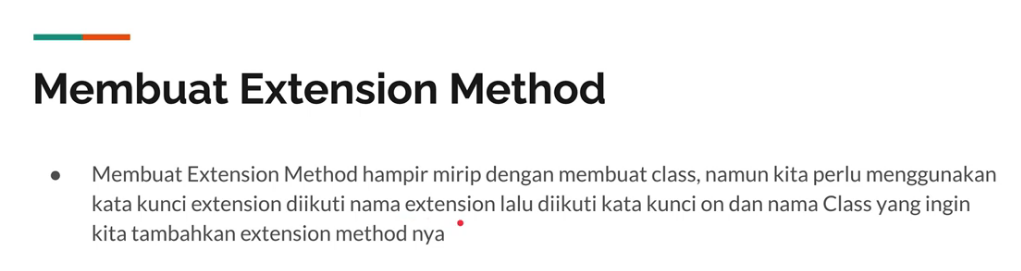 Membuat Extension Method
● Membuat Extension Method hampir mirip dengan membuat class, namun kita perlu menggunakan
kata kunci extension diikuti nama extension lalu diikuti kata kunci on dan nama Class yang ingin
kita tambahkan extension method nya